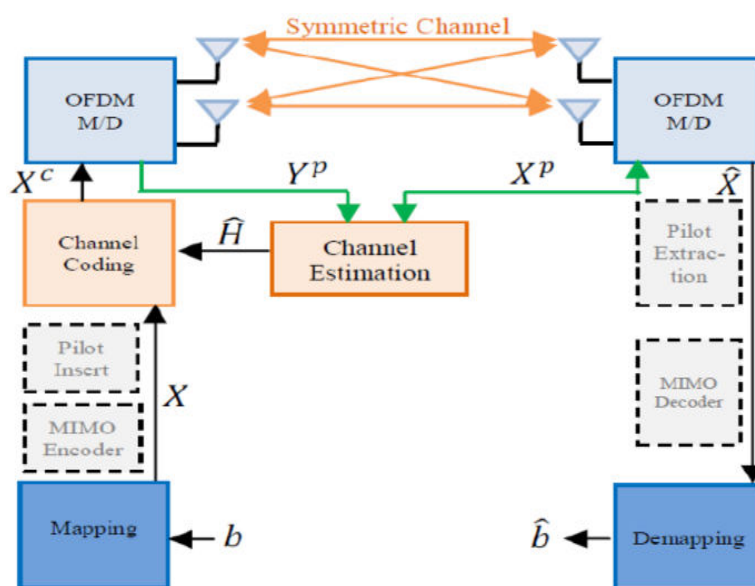 Symmetric Channel
OFDM
M/D
OFDM
M/D
X^c
Y^p
X^p
X̂
Channel
Coding
Ĥ
Channel
Estimation
Pilot
Extrac-
tion
Pilot
Insert
X
MIMO
Encoder
MIMO
Decoder
Mapping
b
b̂
Demapping